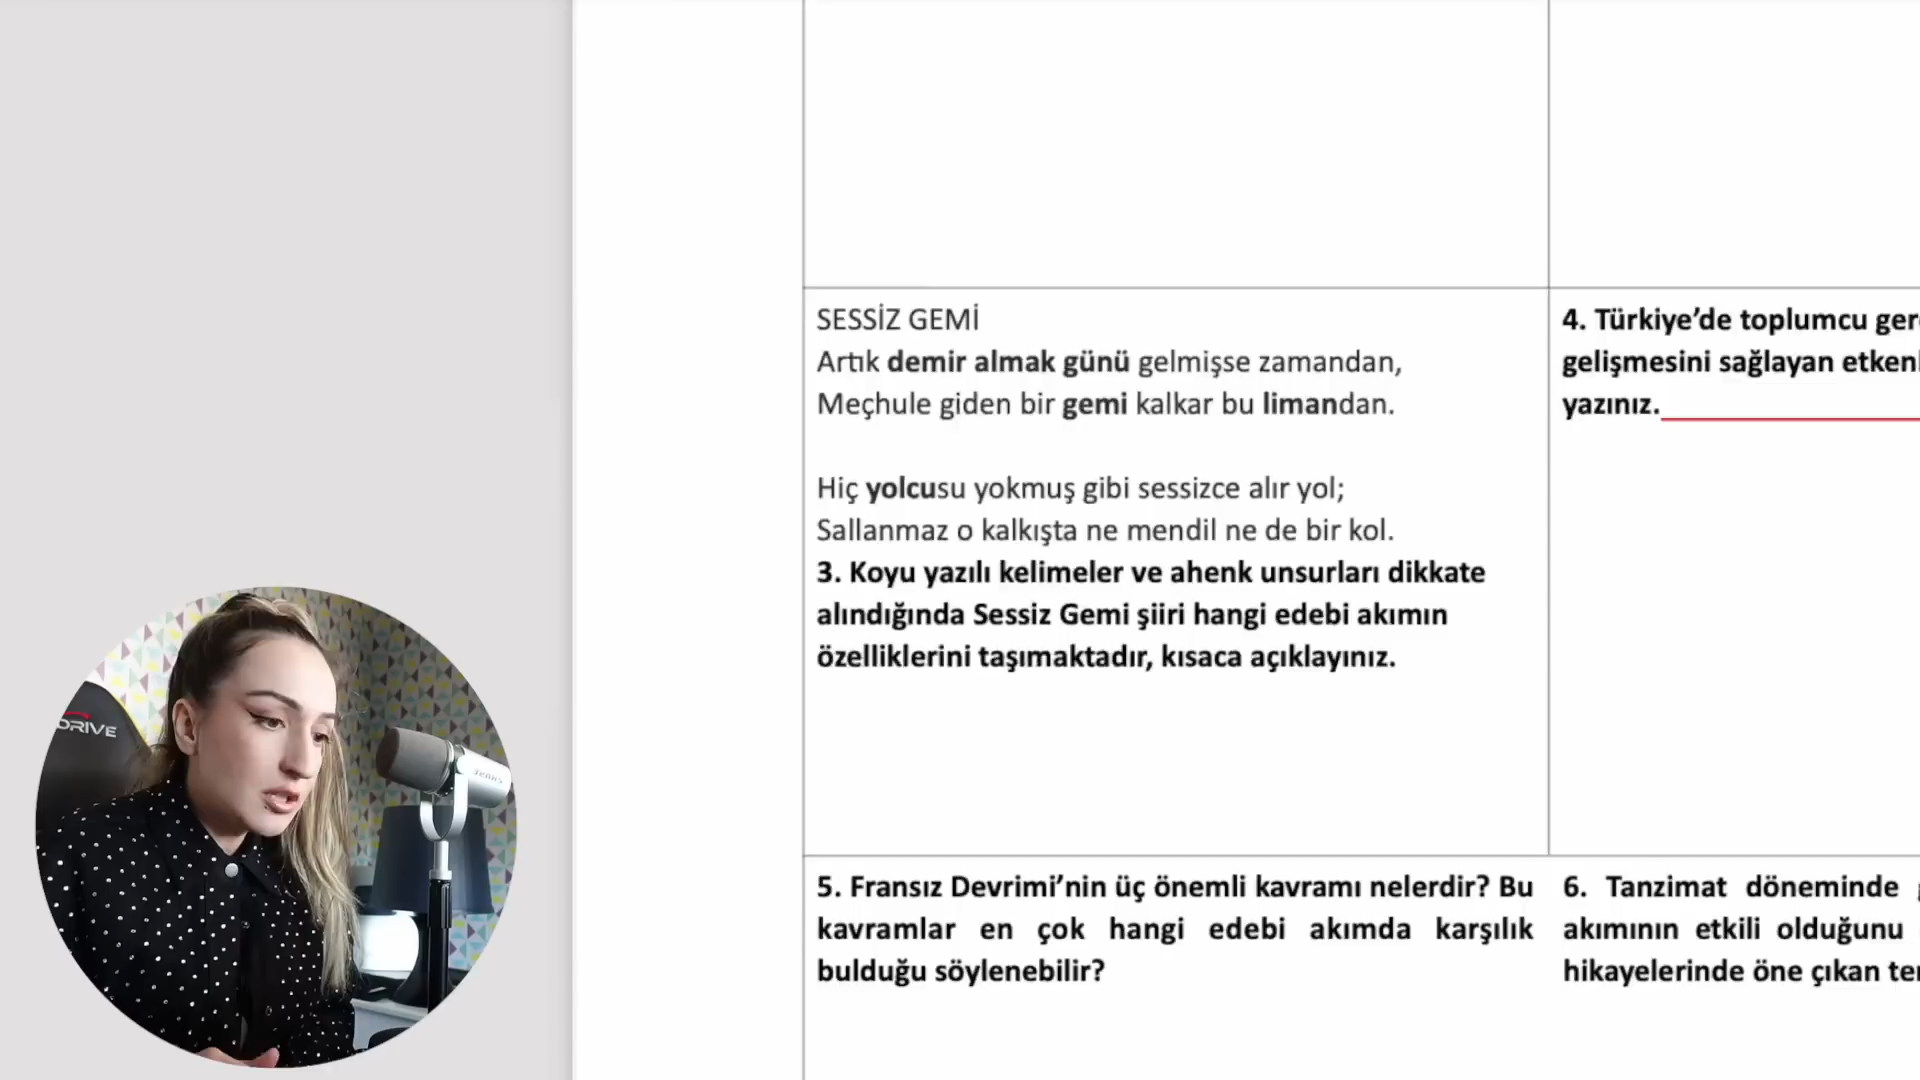 SESSİZ GEMİ
Artık demir almak günü gelmişse zamandan,
Meçhule giden bir gemi kalkar bu limandan.
Hiç yolcusu yokmuş gibi sessizce alır yol;
Sallanmaz o kalkışta ne mendil ne de bir kol.
3. Koyu yazılı kelimeler ve ahenk unsurları dikkate
alındığında Sessiz Gemi şiiri hangi edebi akımın
özelliklerini taşımaktadır, kısaca açıklayınız.
4. Türkiye’de toplumcu
gelişmesini sağlayan
yazınız.
5. Fransız Devrimi’nin üç önemli kavramı nelerdir? Bu
kavramlar en çok hangi edebi akımda karşılık
bulduğu söylenebilir?
6. Tanzimat döneminde
akımının etkili olduğunu
hikayelerinde öne çıkan
DRIVE